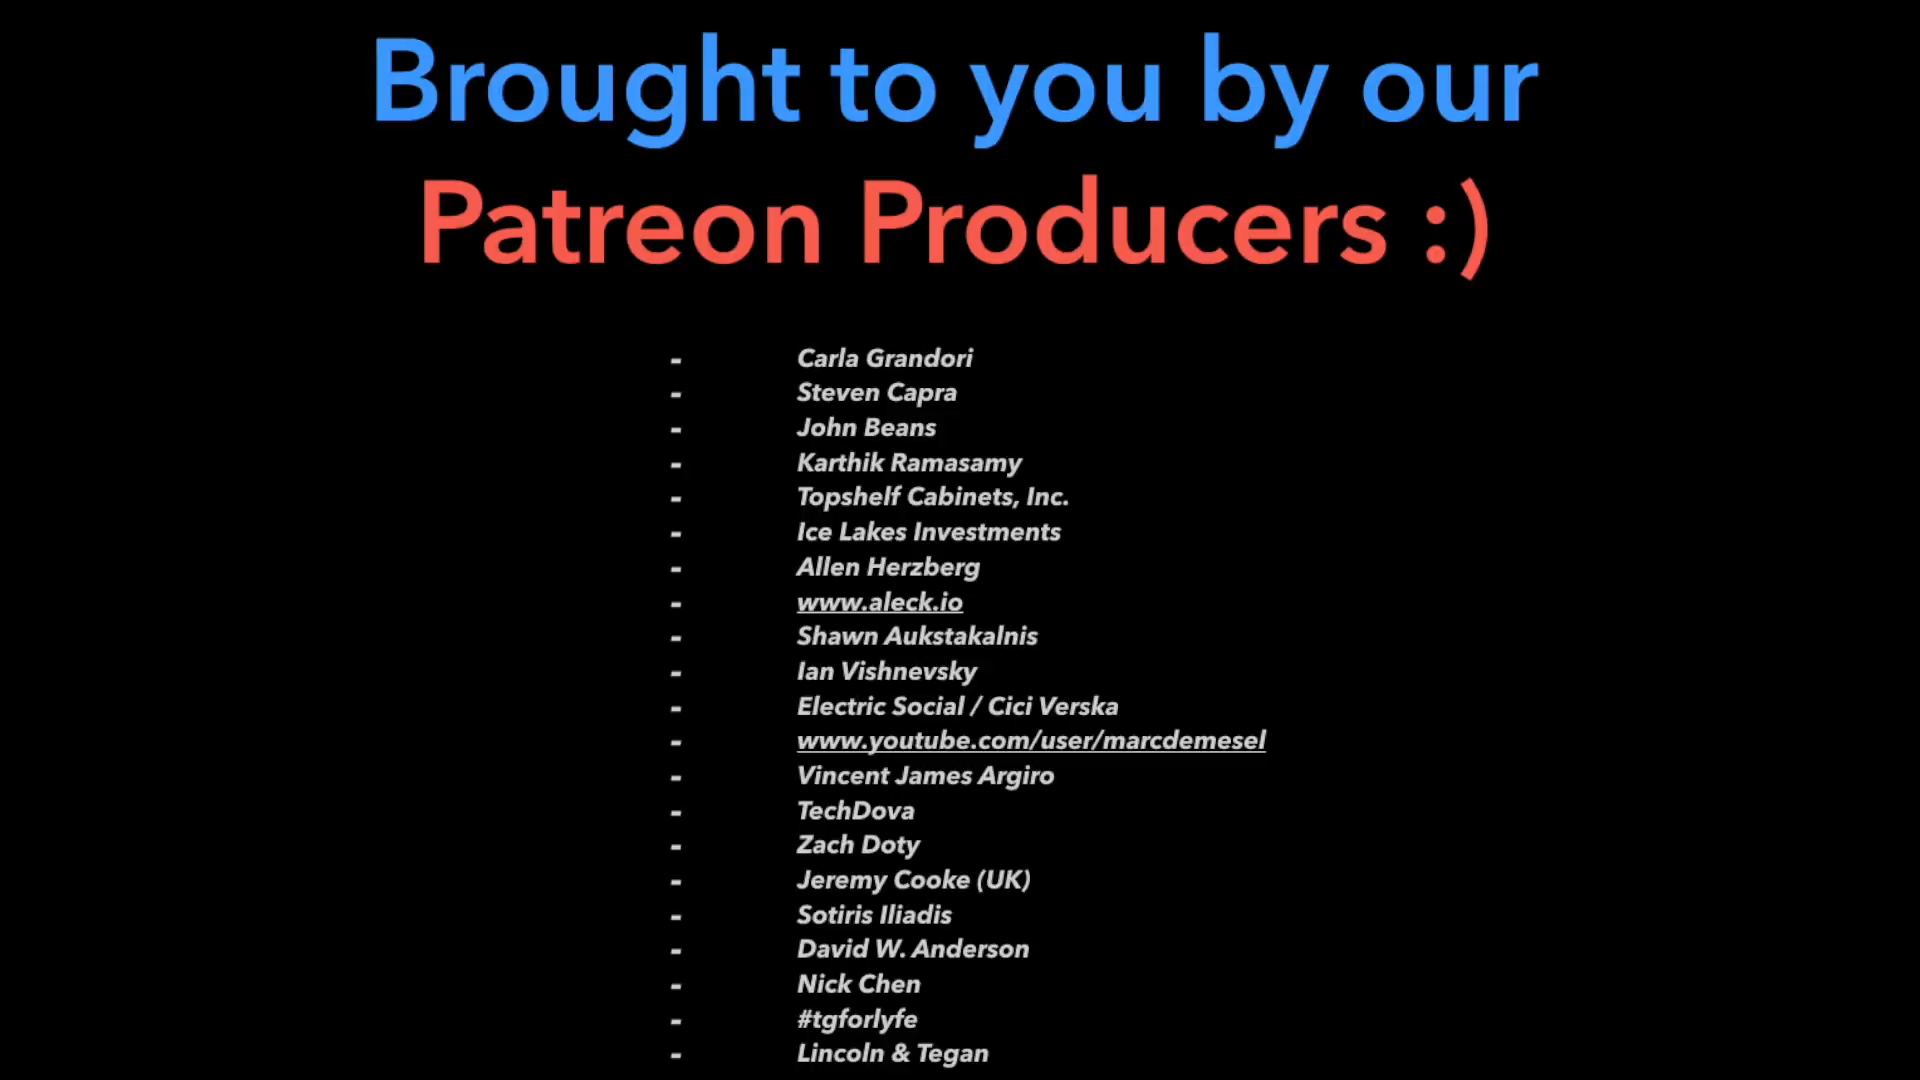 Brought to you by our
Patreon Producers :)
- Carla Grandori
- Steven Capra
- John Beans
- Karthik Ramasamy
- Topshelf Cabinets, Inc.
- Ice Lakes Investments
- Allen Herzberg
- www.aleck.io
- Shawn Aukstakalnis
- Ian Vishnevsky
- Electric Social / Cici Verska
- www.youtube.com/user/marcdemesel
- Vincent James Argiro
- TechDova
- Zach Doty
- Jeremy Cooke (UK)
- Sotiris Iliadis
- David W. Anderson
- Nick Chen
- #tgforlyfe
- Lincoln & Tegan